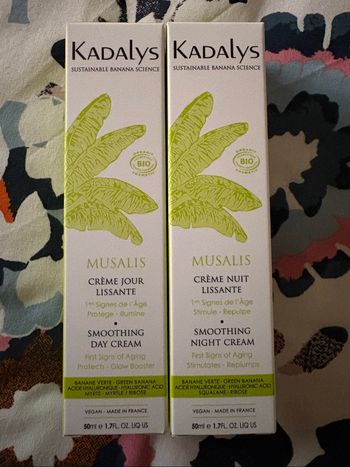 KADALYS
SUSTAINABLE BANANA SCIENCE
BIO
MUSALIS
CRÈME JOUR
LISSANTE
1ers Signes de l'Âge
Protège - Illumine
•
SMOOTHING
DAY CREAM
First Signs of Aging
Protects - Glow Booster
BANANE VERTE - GREEN BANANA
ACIDE HYALURONIQUE - HYALURONIC ACID
MYRTE - MYRTLE / RIBOSE
VEGAN - MADE IN FRANCE
50ml e 1.7FL. OZ. LIQ US
KADALYS
SUSTAINABLE BANANA SCIENCE
BIO
MUSALIS
CRÈME NUIT
LISSANTE
1ers Signes de l'Âge
Stimule - Repulpe
•
SMOOTHING
NIGHT CREAM
First Signs of Aging
Stimulates - Replumps
BANANE VERTE - GREEN BANANA
ACIDE HYALURONIQUE - HYALURONIC ACID
SQUALANE - RIBOSE
VEGAN - MADE IN FRANCE
50ml e 1.7FL. OZ. LIQ US